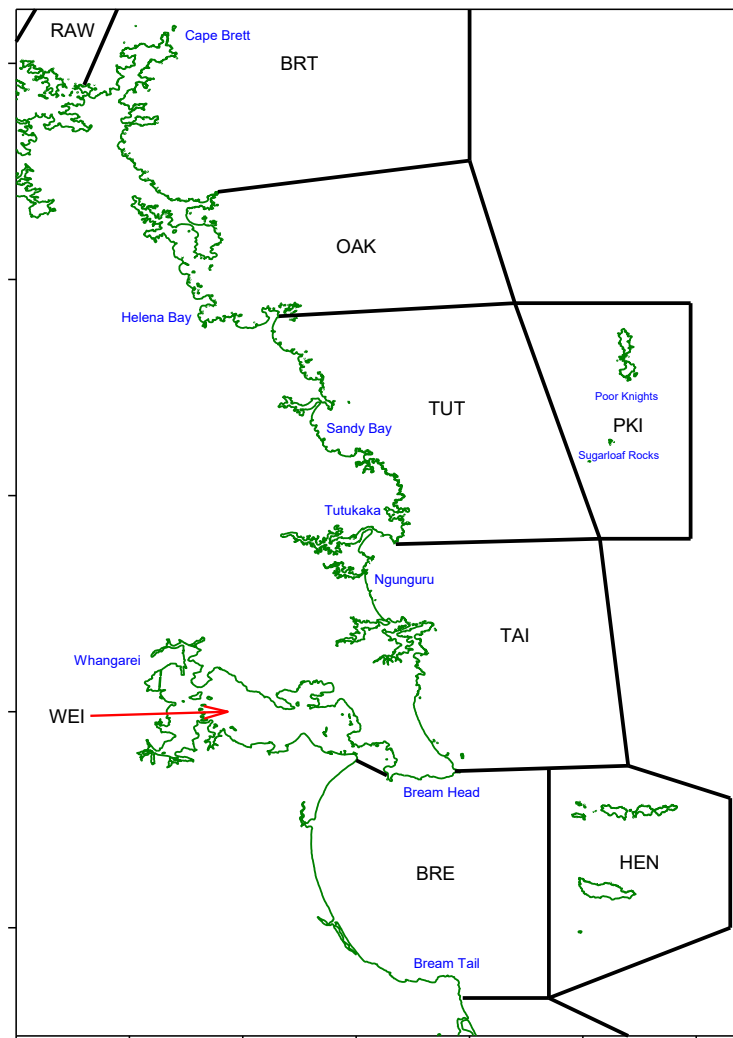 RAW
Cape Brett
BRT
OAK
Helena Bay
Poor Knights
TUT
PKI
Sandy Bay
Sugarloaf Rocks
Tutukaka
Ngunguru
TAI
Whangarei
WEI
Bream Head
HEN
BRE
Bream Tail